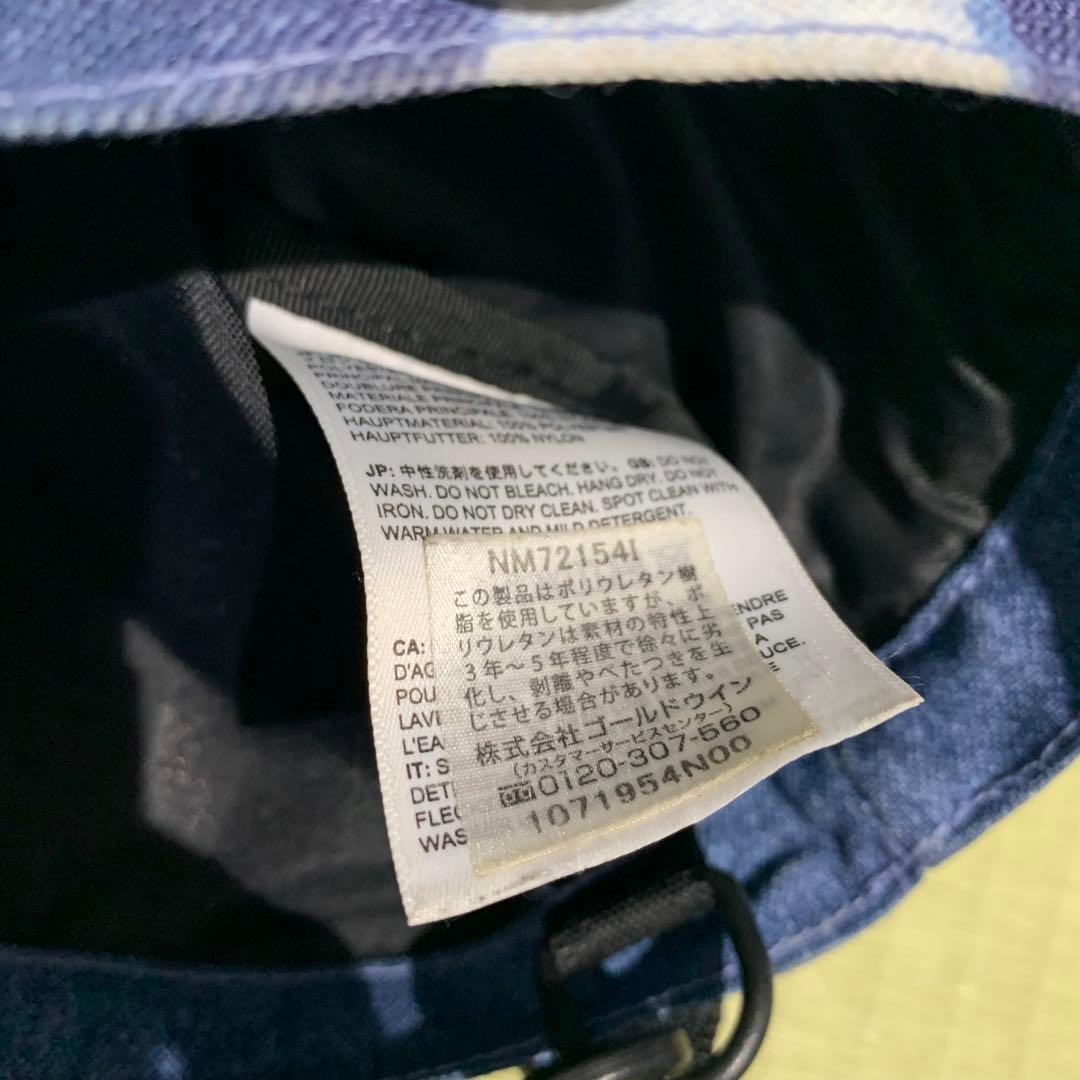 DOUBLURE PR
MATERIALE PR
FODERA PRINCIPALE
HAUPTMATERIAL: 100%
HAUPTFUTTER: 100% NYLON
JP: 中性洗剤を使用してください。 GB: DO NOT
WASH. DO NOT BLEACH. HANG DRY. DO NOT
IRON. DO NOT DRY CLEAN. SPOT CLEAN WITH
WARM WATER AND MILD DETERGENT.
NM72154I
この製品はポリウレタン樹
脂を使用していますが、ポ
リウレタンは素材の特性上
3年~5年程度で徐々に劣
化し、剥離やべたつきを生
じさせる場合があります。
株式会社ゴールドウイン
(カスタマーサービスセンター)
0120-307-560
1071954N00
CA:
D'AG
POU
LAVE
L'EA
IT: S
DET
FLE
WAS
ENDRE
PAS
A
UCE.
E